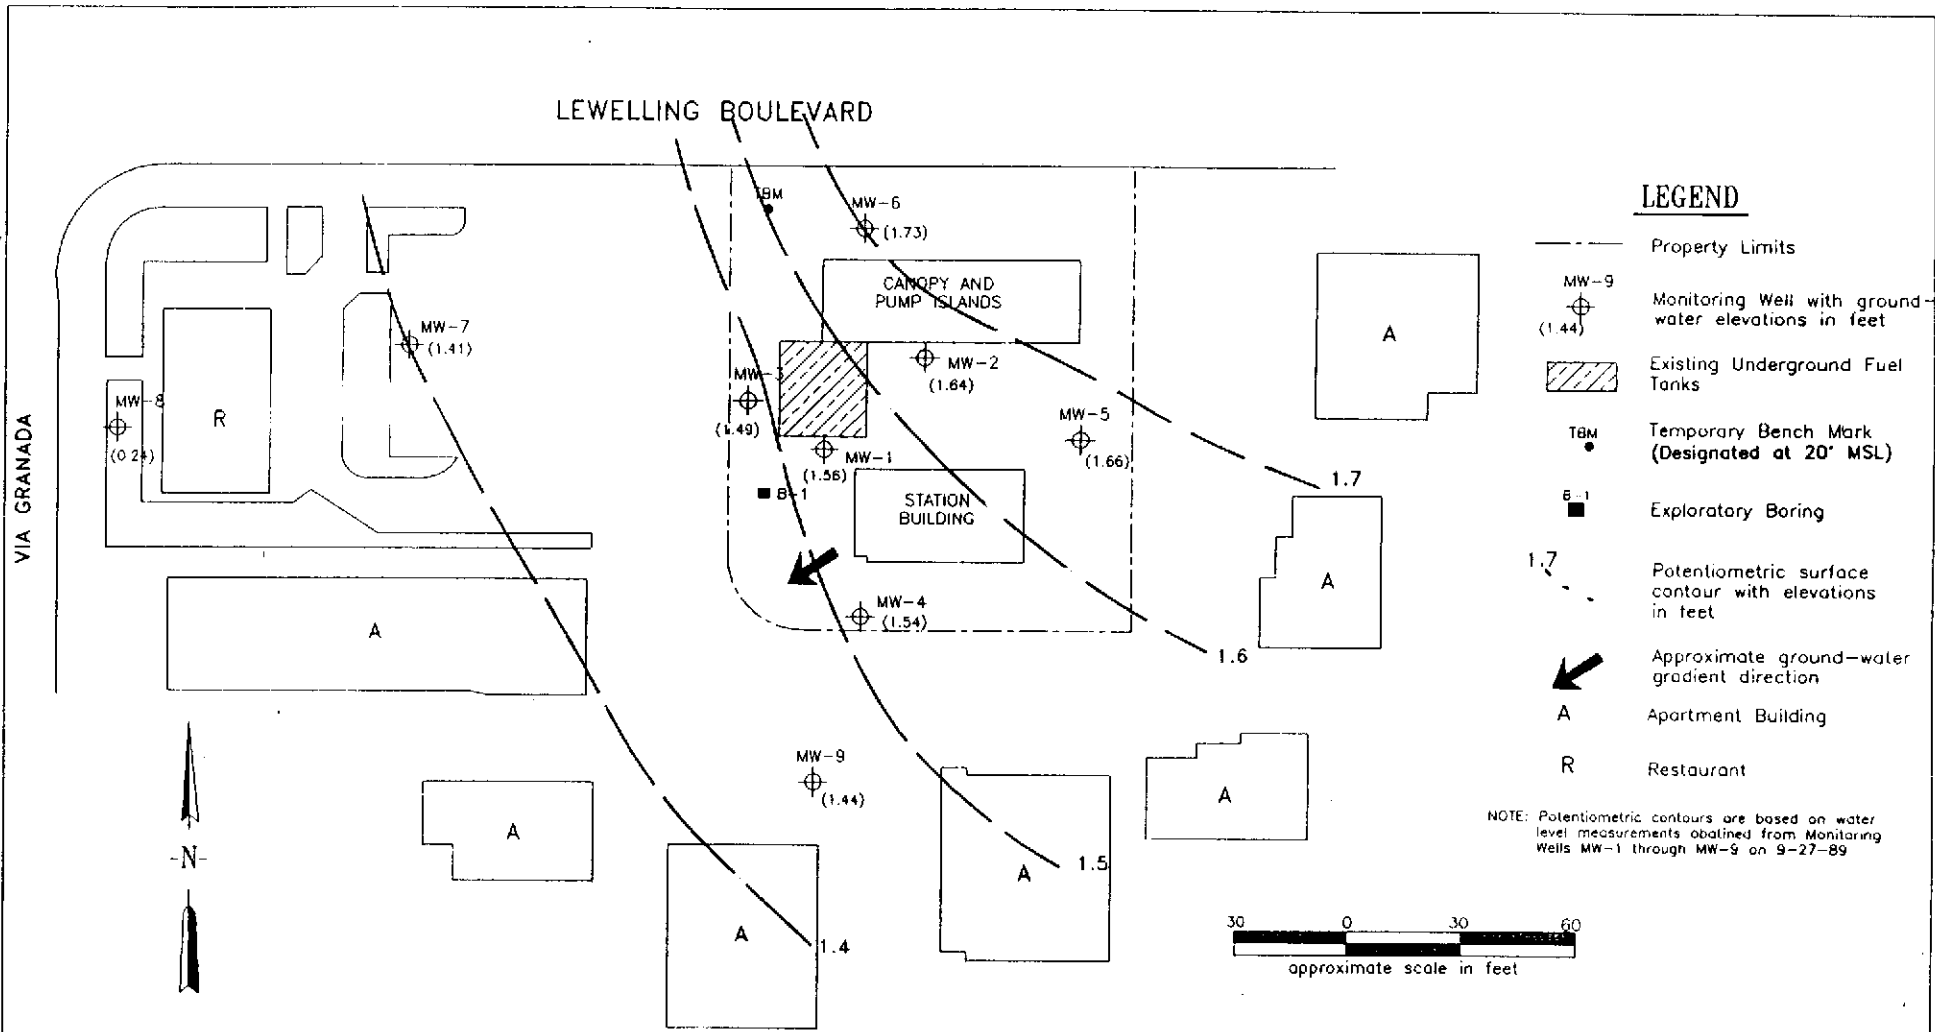 LEWELLING BOULEVARD
VIA GRANADA
TBM
MW-6
(1.73)
CANOPY AND
PUMP ISLANDS
MW-7
(1.41)
MW-2
(1.64)
MW-3
(1.49)
MW-8
(0.24)
R
MW-5
(1.66)
MW-1
(1.56)
B-1
STATION
BUILDING
A
1.7
A
A
MW-4
(1.54)
1.6
MW-9
(1.44)
A
A
A
1.5
A
1.4
-N-
LEGEND
Property Limits
MW-9
(1.44)
Monitoring Well with ground-
water elevations in feet
Existing Underground Fuel
Tanks
TBM
Temporary Bench Mark
(Designated at 20' MSL)
B-1
Exploratory Boring
1.7
Potentiometric surface
contour with elevations
in feet
Approximate ground-water
gradient direction
A
Apartment Building
R
Restaurant
NOTE: Potentiometric contours are based on water
level measurements obatined from Monitoring
Wells MW-1 through MW-9 on 9-27-89
30 0 30 60
approximate scale in feet